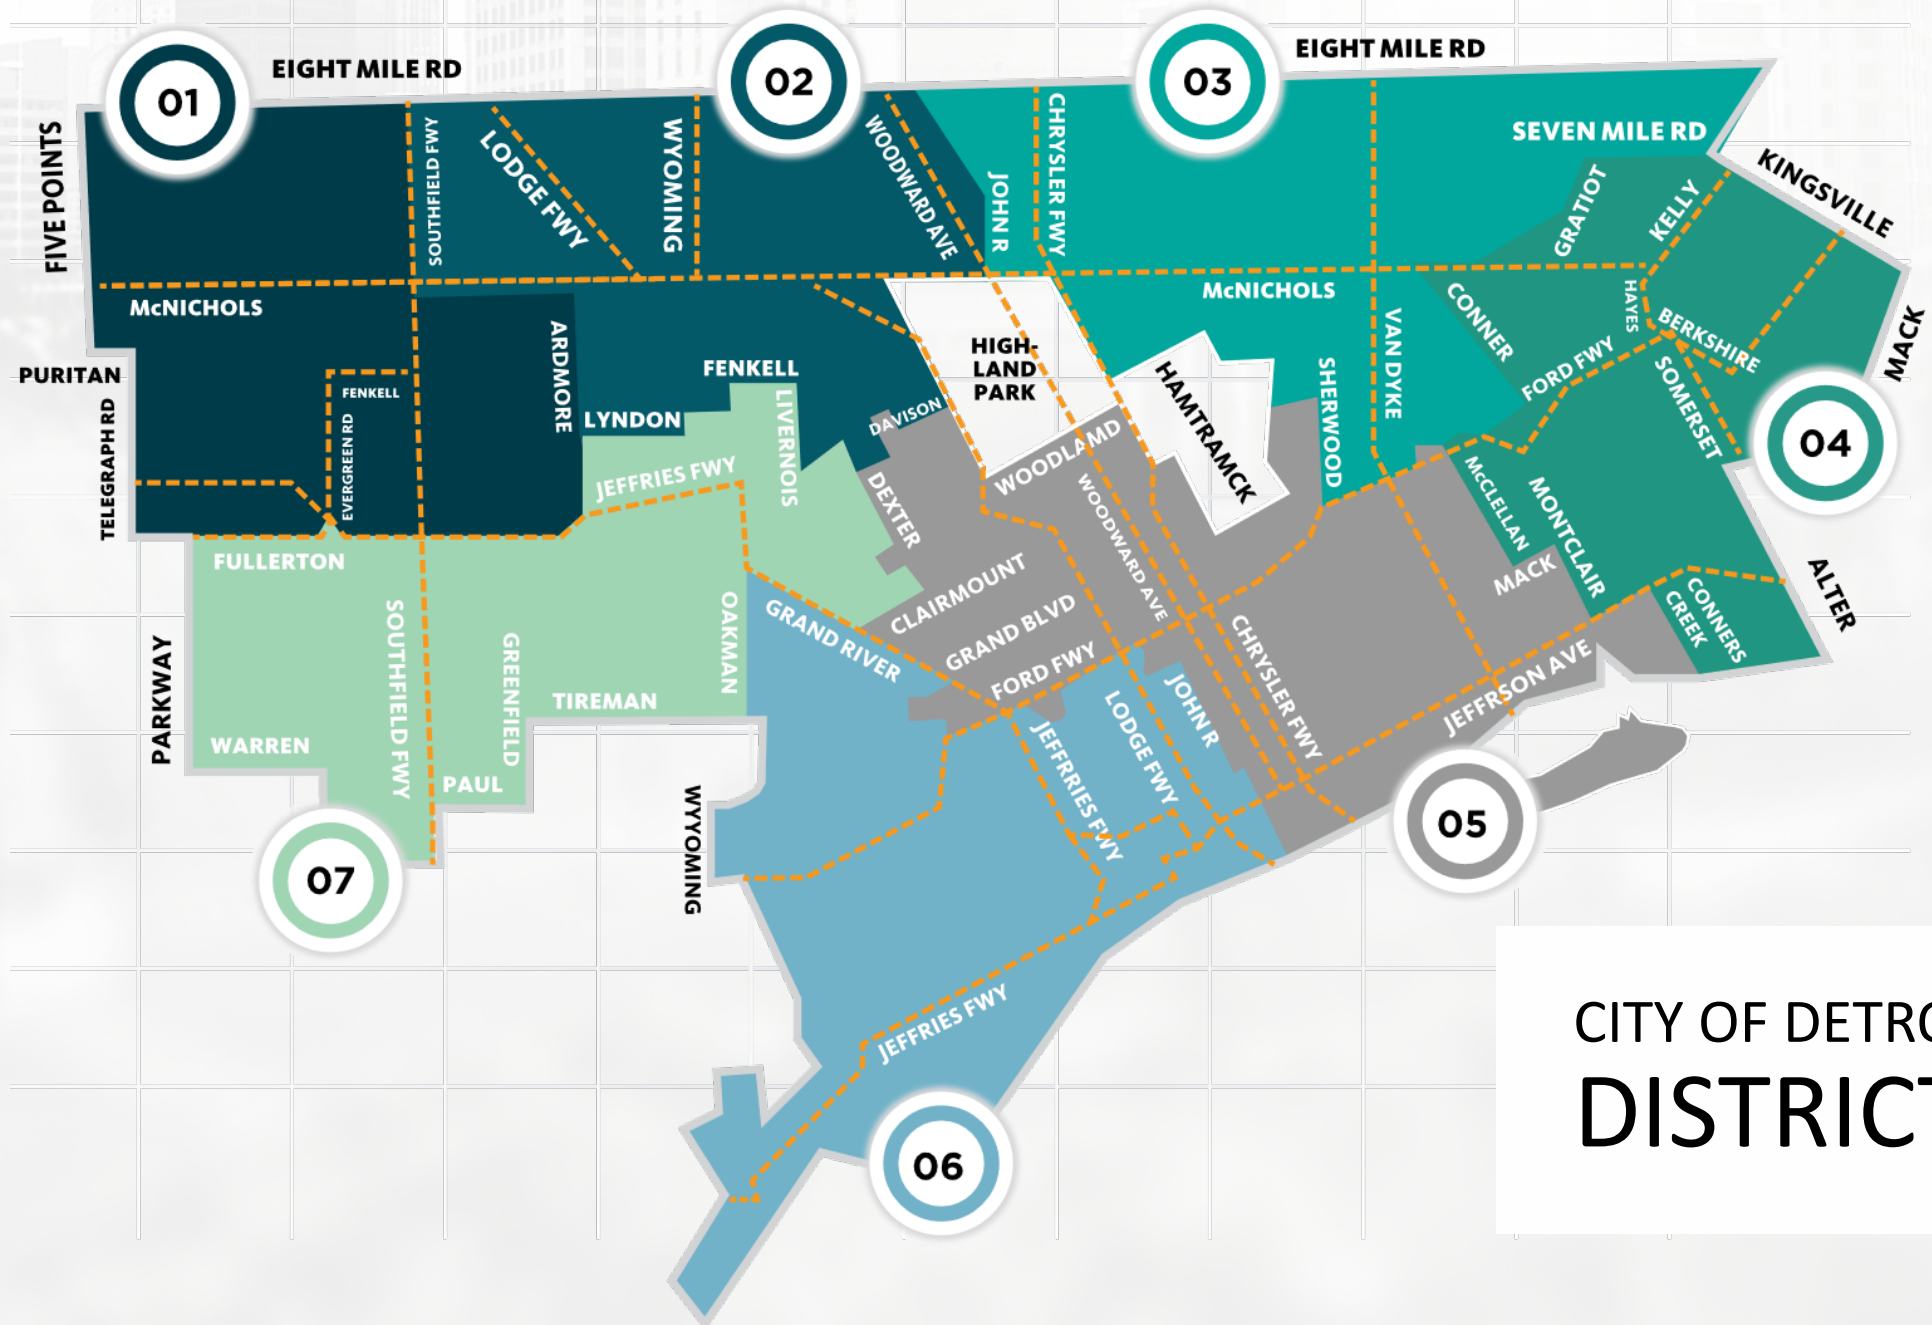 01
EIGHT MILE RD
02
03
EIGHT MILE RD
FIVE POINTS
SOUTHFIELD FWY
LODGE FWY
WYOMING
WOODWARD AVE
JOHN R
CHRYSLER FWY
SEVEN MILE RD
GRATIOT
KELLY
KINGSVILLE
McNICHOLS
McNICHOLS
CONNER
HAYES
BERKSHIRE
MACK
PURITAN
FENKELL
ARDMORE
FENKELL
HIGH-
LAND
PARK
HAMTRAMCK
SHERWOOD
VAN DYKE
FORD FWY
SOMERSET
TELEGRAPH RD
EVERGREEN RD
LYNDON
LIVERNOIS
DAVISON
WOODLAMD
04
JEFFRIES FWY
DEXTER
WOODWARD AVE
McCLELLAN
MONTCLAIR
FULLERTON
CLAIRMOUNT
MACK
ALTER
PARKWAY
SOUTHFIELD FWY
GREENFIELD
OAKMAN
GRAND RIVER
GRAND BLVD
FORD FWY
CHRYSLER FWY
CONNERS
CREEK
TIREMAN
JOHN R
JEFFRSON AVE
WARREN
PAUL
JEFFRRIES FWY
LODGE FWY
WYYOMING
05
07
JEFFRIES FWY
06
CITY OF DETRO
DISTRICT